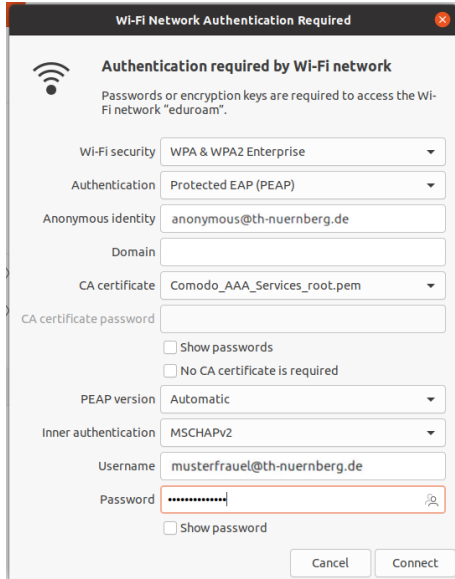 Wi-Fi Network Authentication Required
Authentication required by Wi-Fi network
Passwords or encryption keys are required to access the Wi-
Fi network "eduroam".
Wi-Fi security WPA & WPA2 Enterprise
Authentication Protected EAP (PEAP)
Anonymous identity anonymous@th-nuernberg.de
Domain
CA certificate Comodo_AAA_Services_root.pem
CA certificate password
Show passwords
No CA certificate is required
PEAP version Automatic
Inner authentication MSCHAPv2
Username musterfrauel@th-nuernberg.de
Password ••••••••••••••
Show password
Cancel Connect